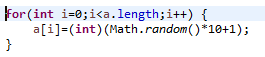 for(int i=0;i<a.length;i++) {
    a[i]=(int)(Math.random()*10+1);
}